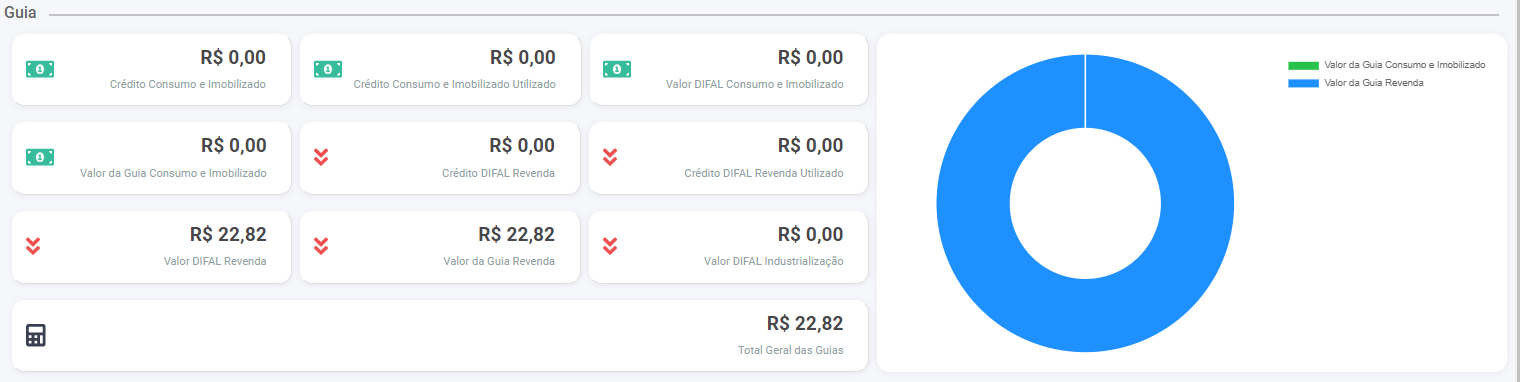 Guia
R$ 0,00
Crédito Consumo e Imobilizado
R$ 0,00
Crédito Consumo e Imobilizado Utilizado
R$ 0,00
Valor DIFAL Consumo e Imobilizado
R$ 0,00
Valor da Guia Consumo e Imobilizado
R$ 0,00
Crédito DIFAL Revenda
R$ 0,00
Crédito DIFAL Revenda Utilizado
R$ 22,82
Valor DIFAL Revenda
R$ 22,82
Valor da Guia Revenda
R$ 0,00
Valor DIFAL Industrialização
R$ 22,82
Total Geral das Guias
Valor da Guia Consumo e Imobilizado
Valor da Guia Revenda